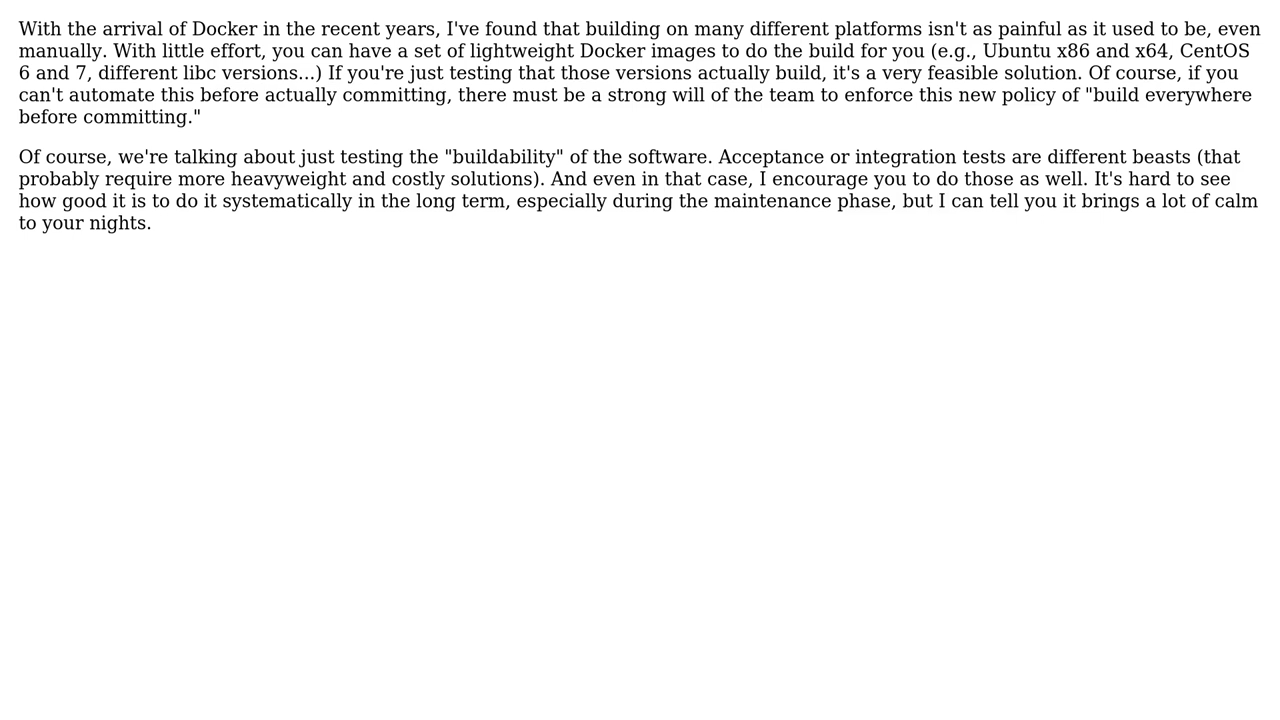 With the arrival of Docker in the recent years, I've found that building on many different platforms isn't as painful as it used to be, even
manually. With little effort, you can have a set of lightweight Docker images to do the build for you (e.g., Ubuntu x86 and x64, CentOS
6 and 7, different libc versions...) If you're just testing that those versions actually build, it's a very feasible solution. Of course, if you
can't automate this before actually committing, there must be a strong will of the team to enforce this new policy of "build everywhere
before committing."
Of course, we're talking about just testing the "buildability" of the software. Acceptance or integration tests are different beasts (that
probably require more heavyweight and costly solutions). And even in that case, I encourage you to do those as well. It's hard to see
how good it is to do it systematically in the long term, especially during the maintenance phase, but I can tell you it brings a lot of calm
to your nights.